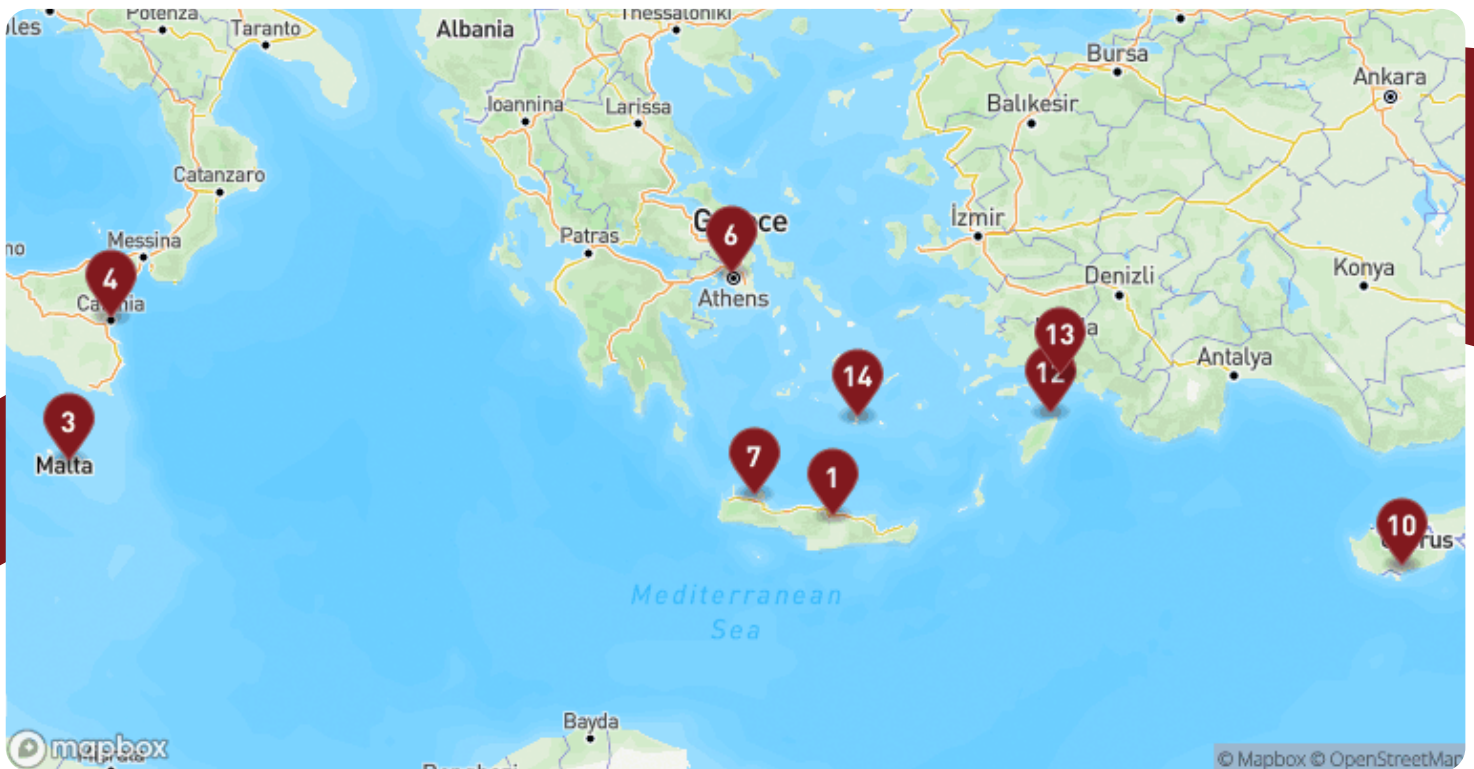 Potenza
Taranto
Albania
Thessaloniki
Bursa
Ankara
Ioannina
Larissa
Balıkesir
Catanzaro
6
İzmir
Patras
Messina
Denizli
Konya
4
Athens
13
Antalya
14
12
3
Malta
7
1
10
Mediterranean
Sea
Bayda
mapbox
© Mapbox © OpenStreetMap